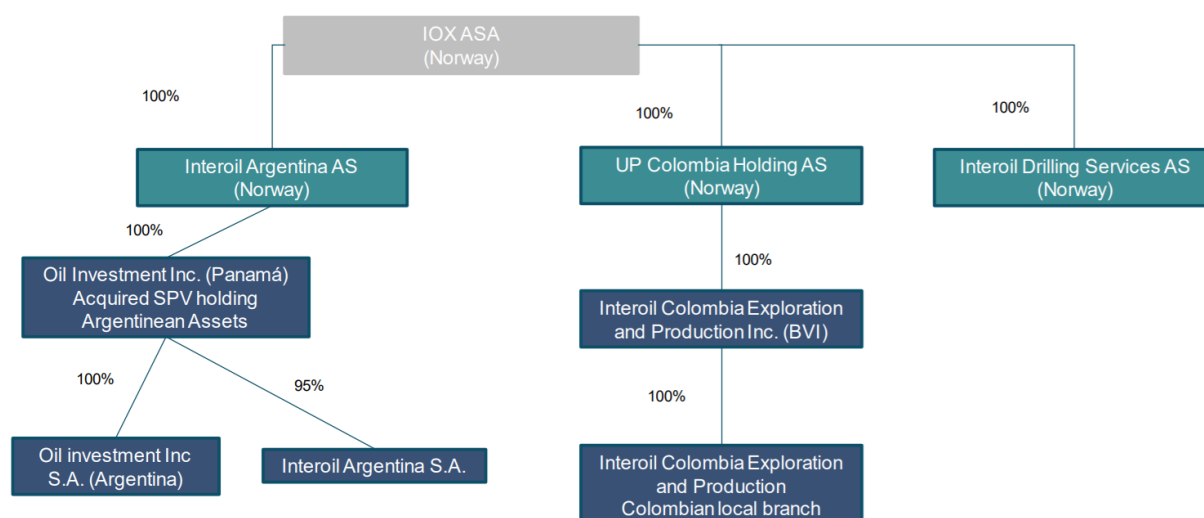 IOX ASA
(Norway)
100%
100%
100%
Interoil Argentina AS
(Norway)
UP Colombia Holding AS
(Norway)
Interoil Drilling Services AS
(Norway)
100%
100%
Oil Investment Inc. (Panamá)
Acquired SPV holding
Argentinean Assets
Interoil Colombia Exploration
and Production Inc. (BVI)
100%
95%
100%
Oil investment Inc
S.A. (Argentina)
Interoil Argentina S.A.
Interoil Colombia Exploration
and Production
Colombian local branch